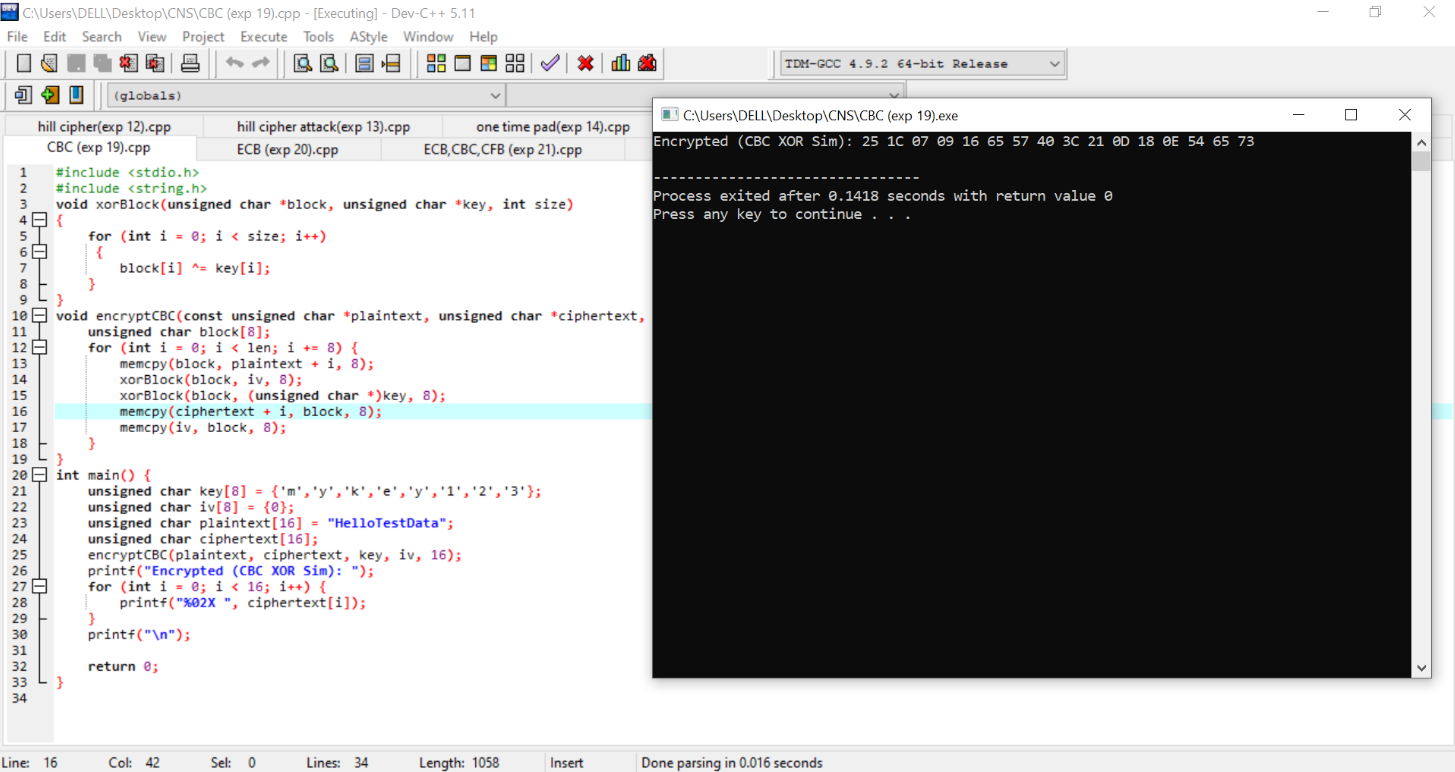 C:\Users\DELL\Desktop\CNS\CBC (exp 19).cpp - [Executing] - Dev-C++ 5.11
File Edit Search View Project Execute Tools AStyle Window Help
TDM-GCC 4.9.2 64-bit Release
(globals)
hill cipher(exp 12).cpp hill cipher attack(exp 13).cpp one time pad(exp 14).cpp
CBC (exp 19).cpp ECB (exp 20).cpp ECB,CBC,CFB (exp 21).cpp
1 #include <stdio.h>
2 #include <string.h>
3 void xorBlock(unsigned char *block, unsigned char *key, int size)
4 {
5 for (int i = 0; i < size; i++)
6 {
7 block[i] ^= key[i];
8 }
9 }
10 void encryptCBC(const unsigned char *plaintext, unsigned char *ciphertext,
11 unsigned char block[8];
12 for (int i = 0; i < len; i += 8) {
13 memcpy(block, plaintext + i, 8);
14 xorBlock(block, iv, 8);
15 xorBlock(block, (unsigned char *)key, 8);
16 memcpy(ciphertext + i, block, 8);
17 memcpy(iv, block, 8);
18 }
19 }
20 int main() {
21 unsigned char key[8] = {'m','y','k','e','y','1','2','3'};
22 unsigned char iv[8] = {0};
23 unsigned char plaintext[16] = "HelloTestData";
24 unsigned char ciphertext[16];
25 encryptCBC(plaintext, ciphertext, key, iv, 16);
26 printf("Encrypted (CBC XOR Sim): ");
27 for (int i = 0; i < 16; i++) {
28 printf("%02X ", ciphertext[i]);
29 }
30 printf("\n");
31
32 return 0;
33 }
34
C:\Users\DELL\Desktop\CNS\CBC (exp 19).exe
Encrypted (CBC XOR Sim): 25 1C 07 09 16 65 57 40 3C 21 0D 18 0E 54 65 73
--------------------------------
Process exited after 0.1418 seconds with return value 0
Press any key to continue . . .
Line: 16 Col: 42 Sel: 0 Lines: 34 Length: 1058 Insert Done parsing in 0.016 seconds